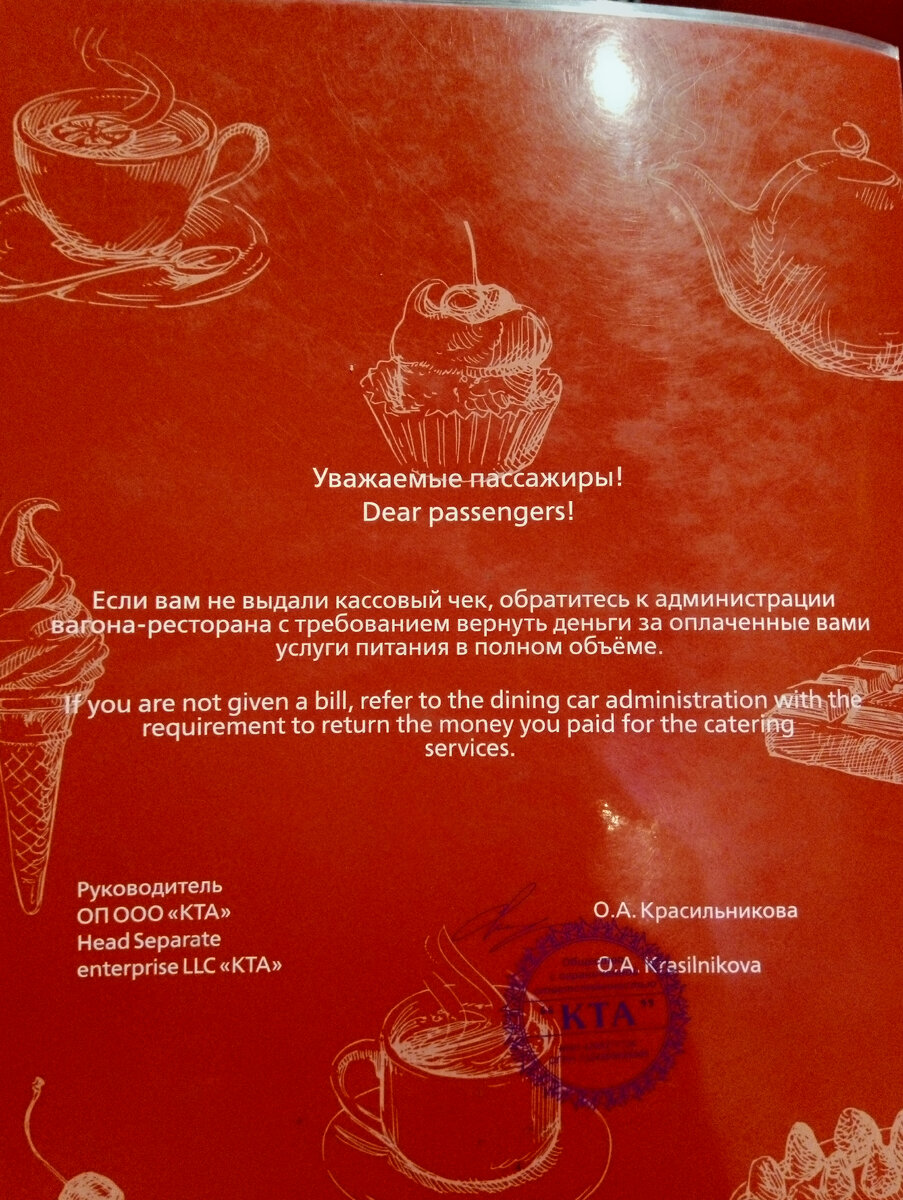 Уважаемые пассажиры!
Dear passengers!
Если вам не выдали кассовый чек, обратитесь к администрации
вагона-ресторана с требованием вернуть деньги за оплаченные вами
услуги питания в полном объёме.
If you are not given a bill, refer to the dining car administration with the
requirement to return the money you paid for the catering
services.
Руководитель
ОП ООО «КТА»
Head Separate
enterprise LLC «КТА»
О.А. Красильникова
O.A. Krasilnikova
"КТА"